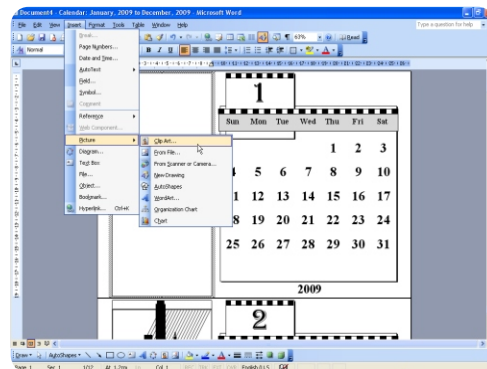 Document4 - Calendar: January, 2009 to December, 2009 - Microsoft Word
File Edit View Insert Format Tools Table Window Help
Type a question for help
Normal
63%
Read
B I U
Break...
Page Numbers...
Date and Time...
AutoText
Field...
Symbol...
Comment
Reference
Web Component...
Picture
Diagram...
Text Box
File...
Object...
Bookmark...
Hyperlink... Ctrl+K
Clip Art...
From File...
From Scanner or Camera...
New Drawing
AutoShapes
WordArt...
Organization Chart
Chart
1
Sun Mon Tue Wed Thu Fri Sat
1 2 3
5 6 7 8 9 10
12 13 14 15 16 17
18 19 20 21 22 23 24
25 26 27 28 29 30 31
2009
2
Draw AutoShapes
Page 1 Sec 1 1/12 At 1.2cm Ln Col 1 REC TRK EXT OVR English (U.S.